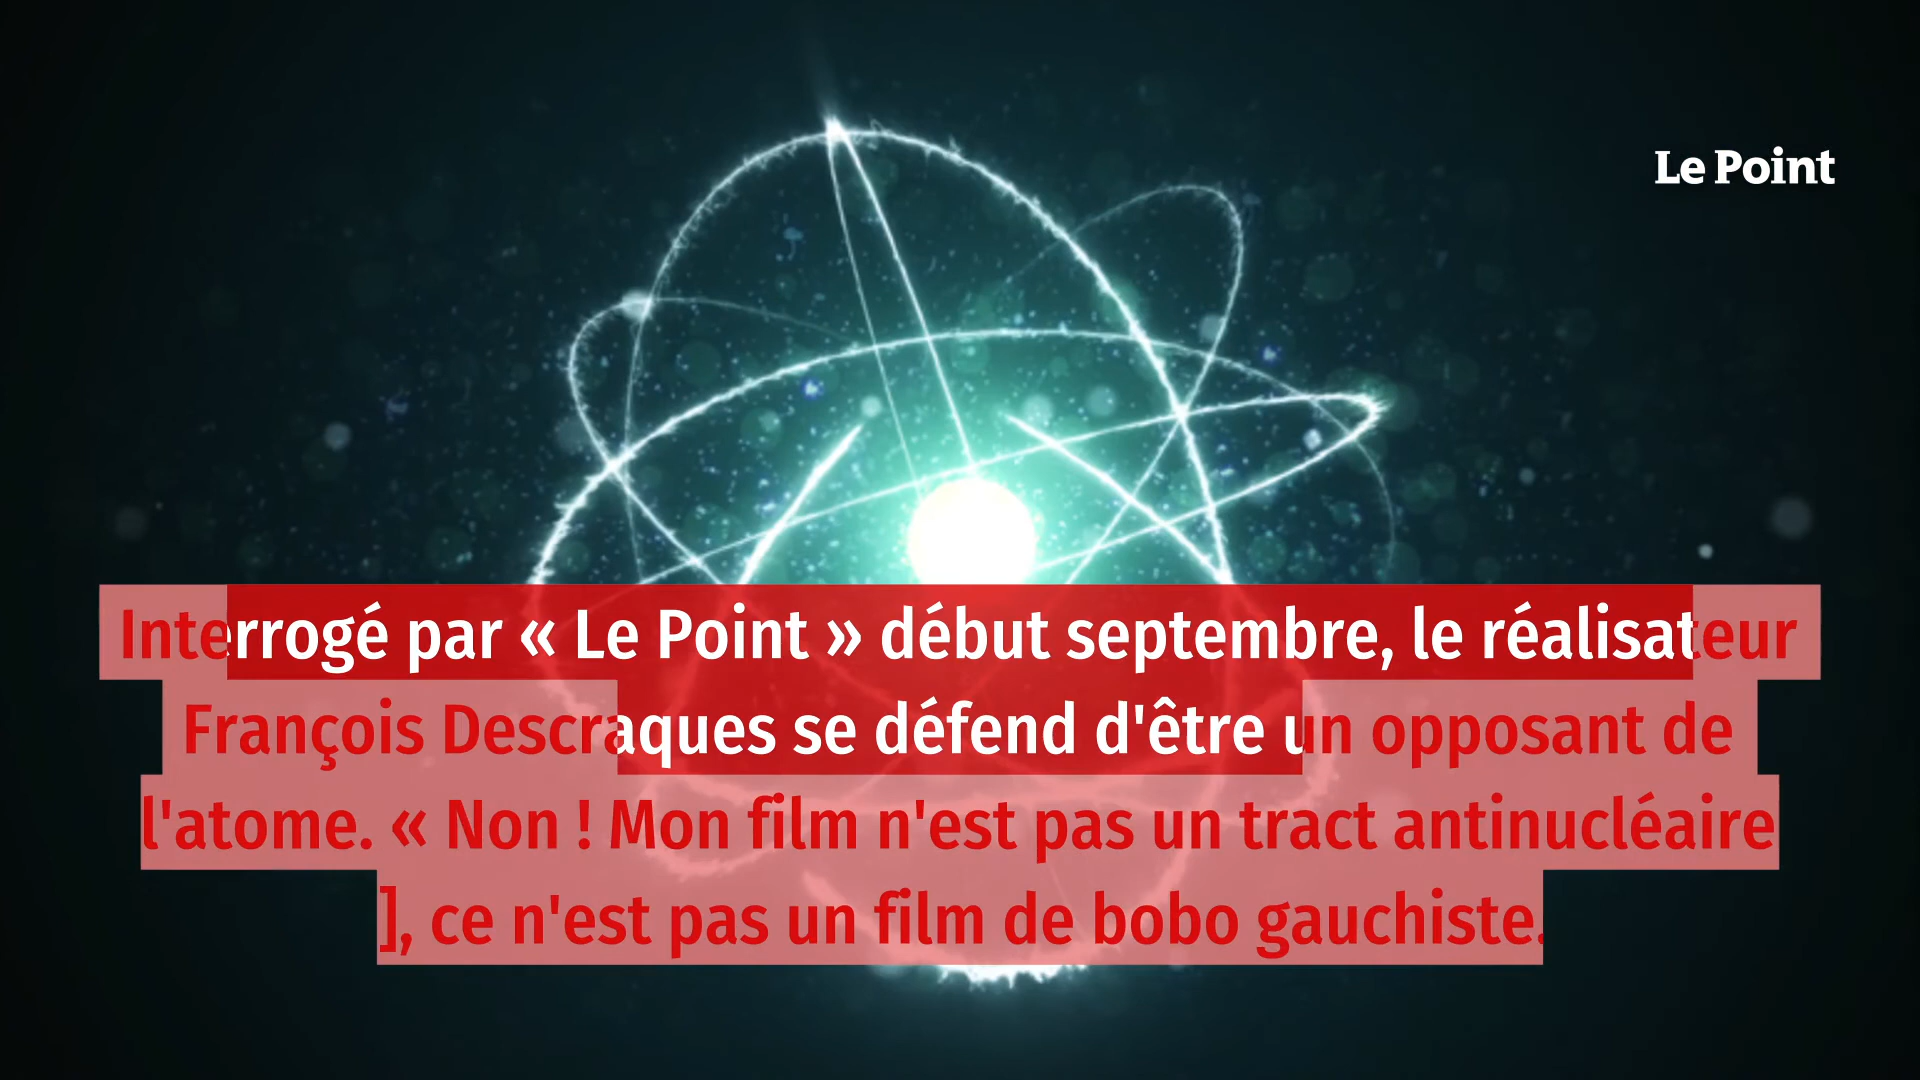 Le Point
Interrogé par « Le Point » début septembre, le réalisateur
François Descraques se défend d'être un opposant de
l'atome. « Non ! Mon film n'est pas un tract antinucléaire
], ce n'est pas un film de bobo gauchiste.